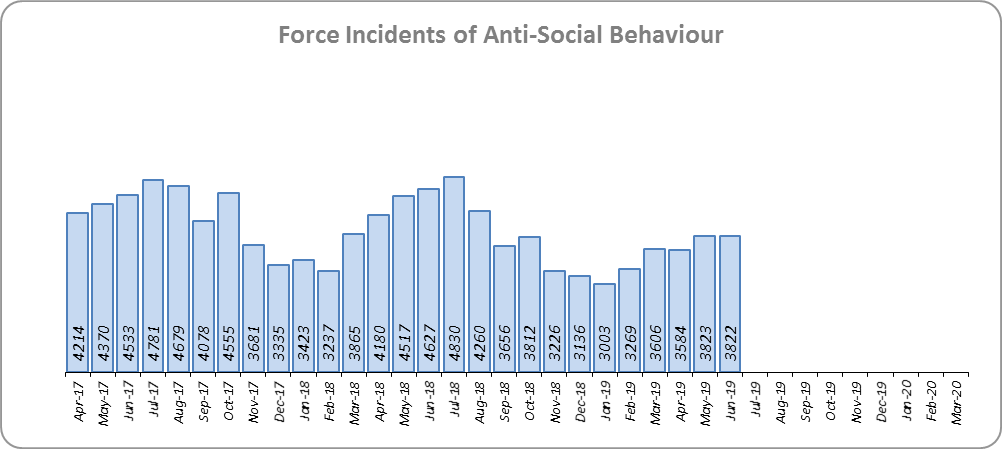 Force Incidents of Anti-Social Behaviour
4214
4370
4533
4781
4679
4078
4555
3681
3335
3423
3237
3865
4180
4517
4627
4830
4260
3656
3812
3226
3136
3003
3269
3606
3584
3823
3822
Apr-17
May-17
Jun-17
Jul-17
Aug-17
Sep-17
Oct-17
Nov-17
Dec-17
Jan-18
Feb-18
Mar-18
Apr-18
May-18
Jun-18
Jul-18
Aug-18
Sep-18
Oct-18
Nov-18
Dec-18
Jan-19
Feb-19
Mar-19
Apr-19
May-19
Jun-19
Jul-19
Aug-19
Sep-19
Oct-19
Nov-19
Dec-19
Jan-20
Feb-20
Mar-20